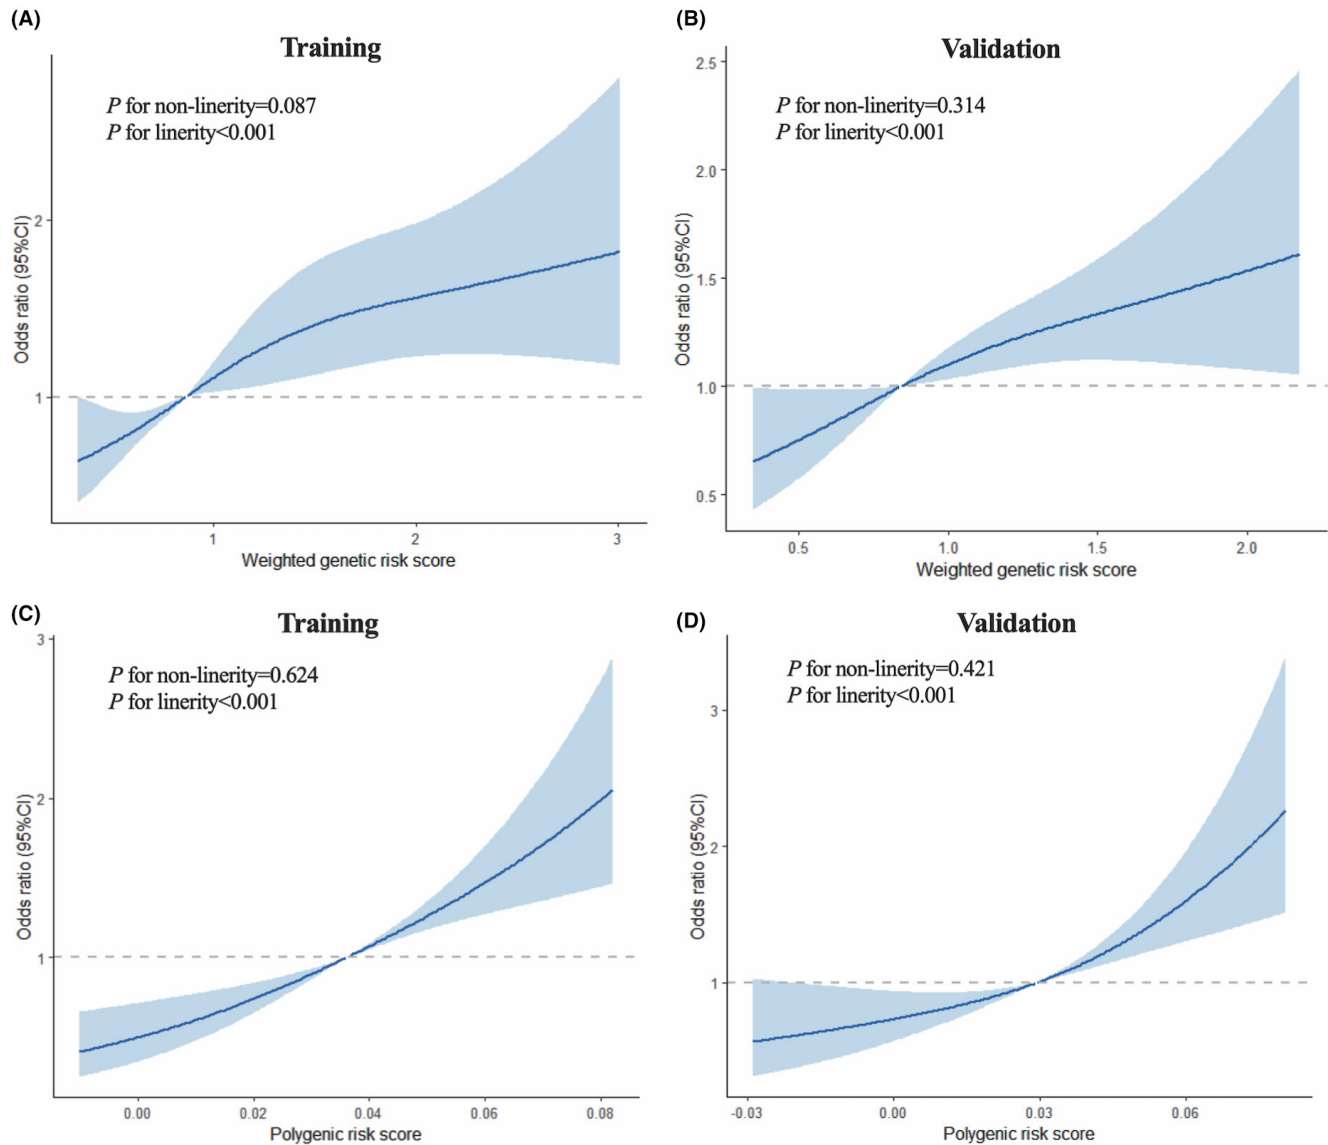 (A)
Training
P for non-linerity=0.087
P for linerity<0.001
Odds ratio (95%CI)
2
1
1
2
3
Weighted genetic risk score
(B)
Validation
P for non-linerity=0.314
P for linerity<0.001
Odds ratio (95%CI)
2.5
2.0
1.5
1.0
0.5
0.5
1.0
1.5
2.0
Weighted genetic risk score
(C)
Training
P for non-linerity=0.624
P for linerity<0.001
Odds ratio (95%CI)
3
2
1
0.00
0.02
0.04
0.06
0.08
Polygenic risk score
(D)
Validation
P for non-linerity=0.421
P for linerity<0.001
Odds ratio (95%CI)
3
2
1
-0.03
0.00
0.03
0.06
Polygenic risk score